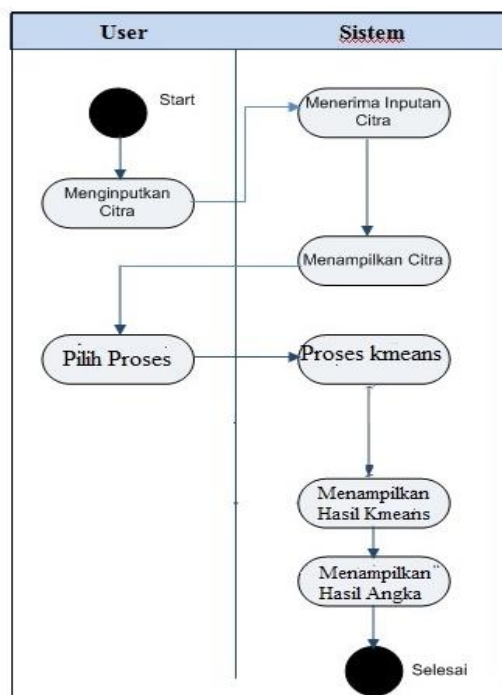 User
Sistem
Start
Menerima Inputan
Citra
Menginputkan
Citra
Menampilkan Citra
Pilih Proses
Proses kmeans
Menampilkan
Hasil Kmeans
Menampilkan
Hasil Angka
Selesai